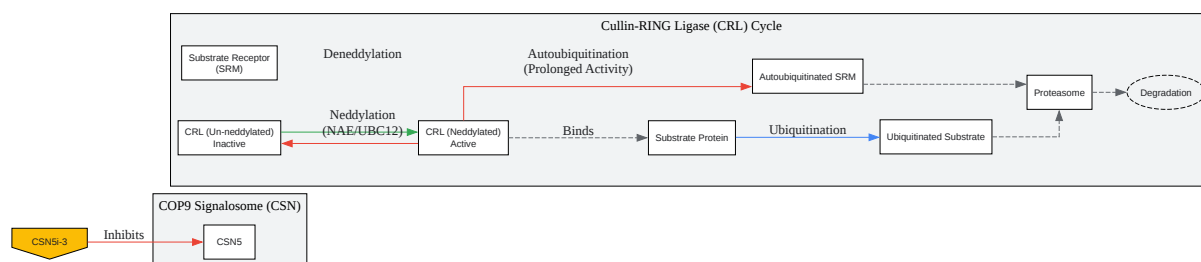 Cullin-RING Ligase (CRL) Cycle
Substrate Receptor
(SRM)
Deneddylation
Autoubiquitination
(Prolonged Activity)
Autoubiquitinated SRM
Proteasome
Degradation
Neddylation
(NAE/UBC12)
CRL (Un-neddylated)
Inactive
CRL (Neddylated)
Active
Binds
Substrate Protein
Ubiquitination
Ubiquitinated Substrate
COP9 Signalosome (CSN)
CSN5i-3
Inhibits
CSN5